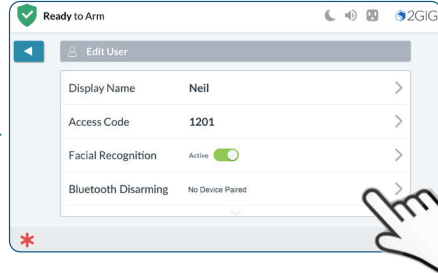 Ready to Arm
2GIG
Edit User
Display Name Neil
Access Code 1201
Facial Recognition Active
Bluetooth Disarming No Device Paired